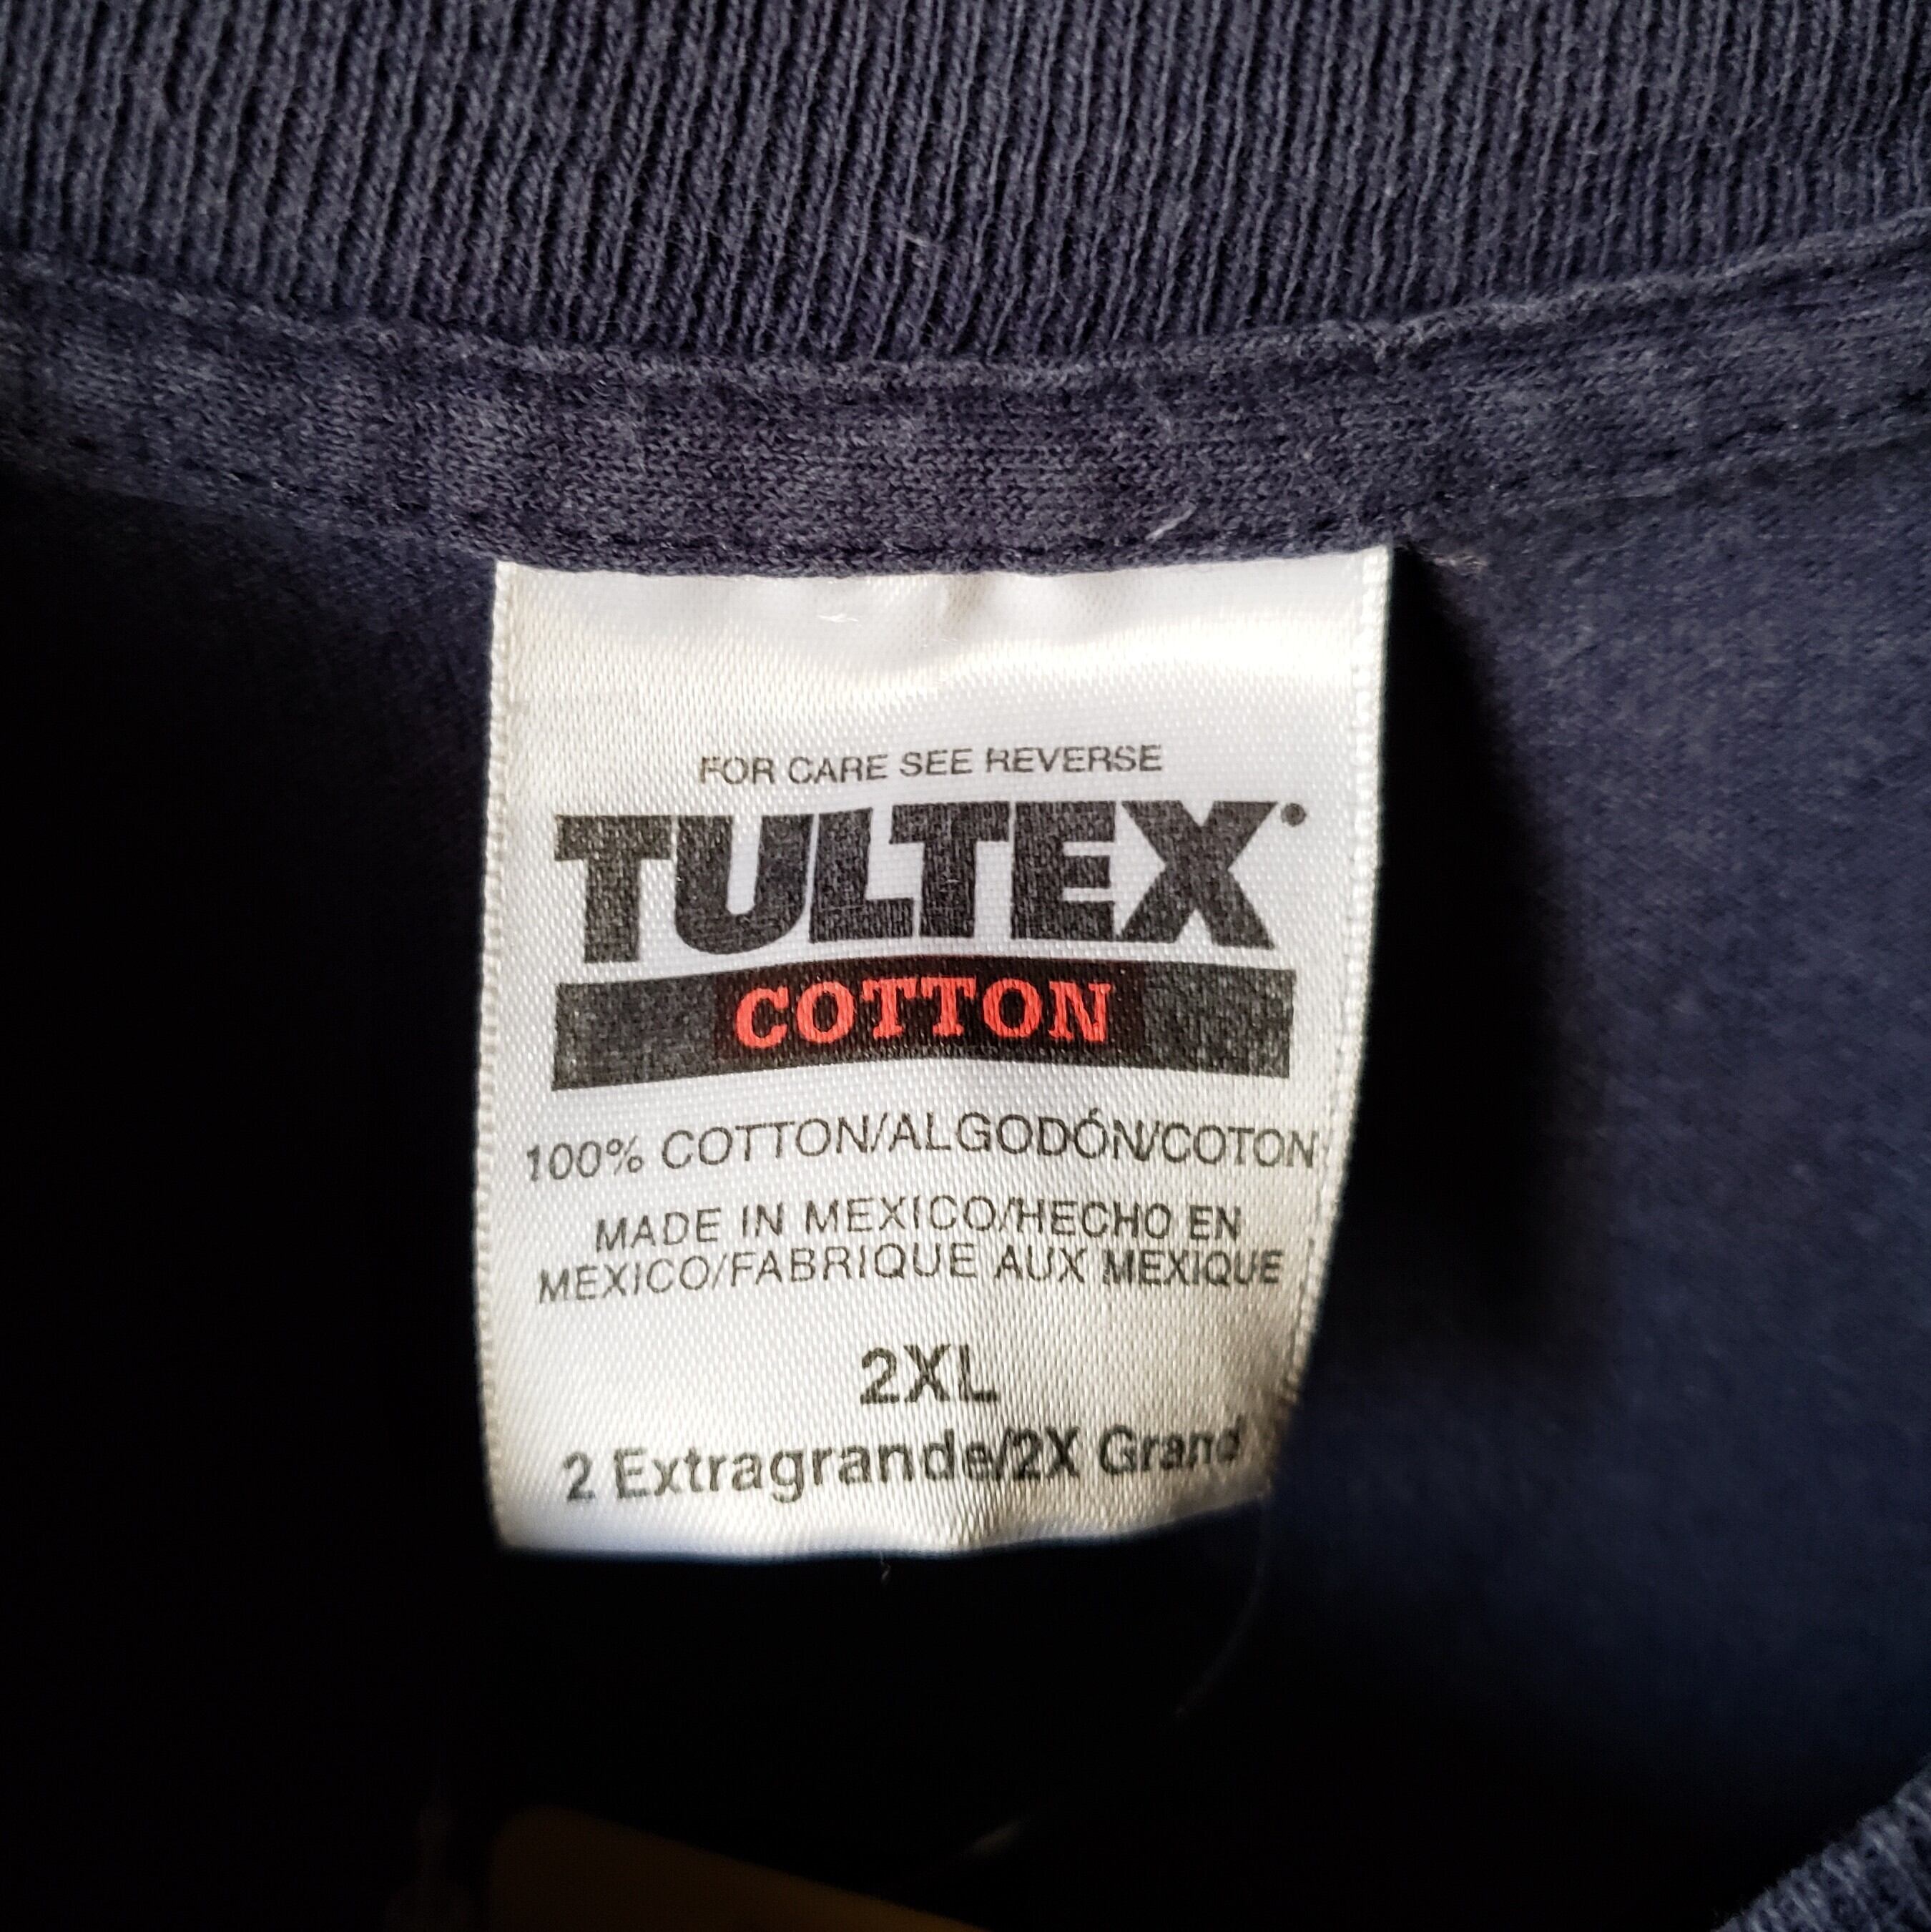 FOR CARE SEE REVERSE
TULTEX
COTTON
100% COTTON/ALGODÓN/COTON
MADE IN MEXICO/HECHO EN
MEXICO/FABRIQUE AUX MEXIQUE
2XL
2 Extragrande/2X Grand